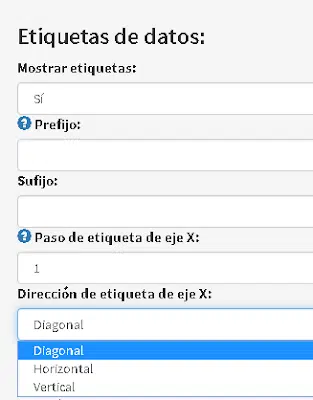 Etiquetas de datos:
Mostrar etiquetas:
Sí
Prefijo:
Sufijo:
Paso de etiqueta de eje X:
1
Dirección de etiqueta de eje X:
Diagonal
Diagonal
Horizontal
Vertical